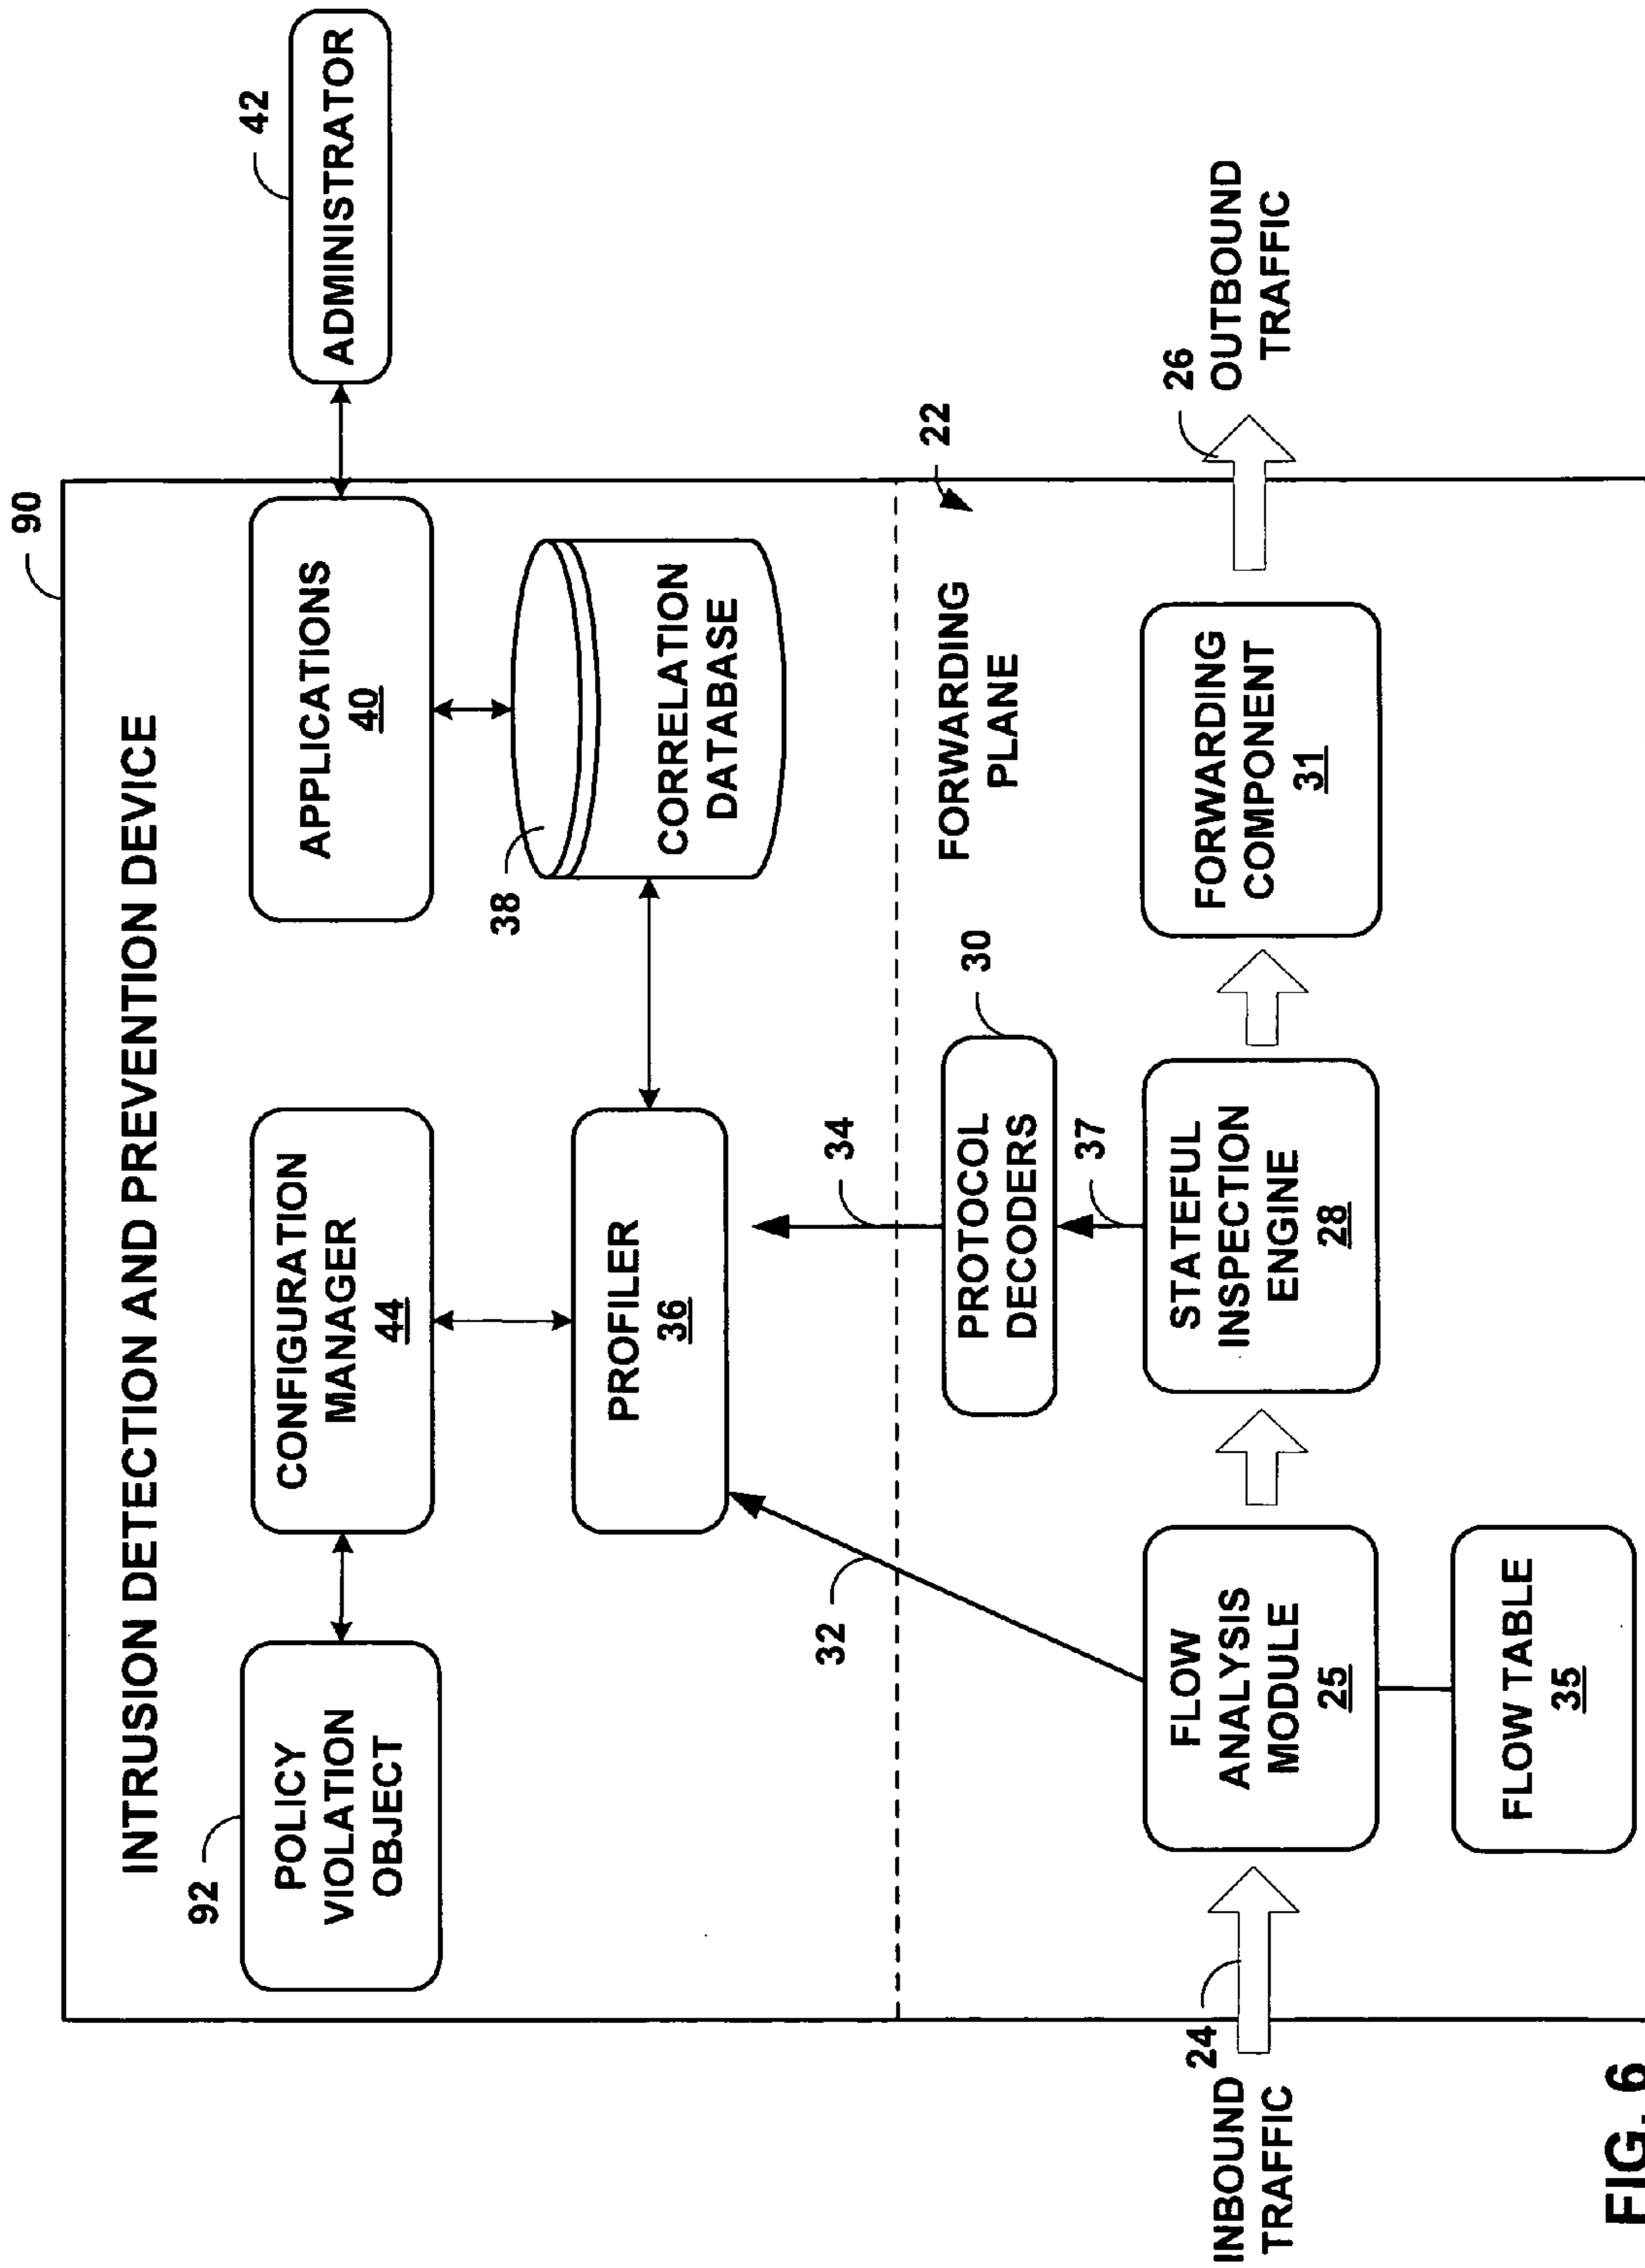 90
INTRUSION DETECTION AND PREVENTION DEVICE
92
POLICY
VIOLATION
OBJECT
CONFIGURATION
MANAGER
44
APPLICATIONS
40
42
ADMINISTRATOR
PROFILER
36
38
CORRELATION
DATABASE
32
34
FORWARDING
PLANE
22
PROTOCOL
DECODERS
30
37
INBOUND
TRAFFIC
24
FLOW
ANALYSIS
MODULE
25
STATEFUL
INSPECTION
ENGINE
28
FORWARDING
COMPONENT
31
26
OUTBOUND
TRAFFIC
FLOW TABLE
35
FIG. 6